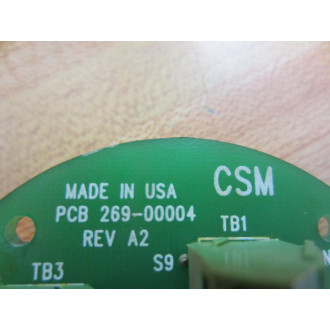 MADE IN USA
CSM
PCB 269-00004
REV A2
TB1
TB3
S9
N